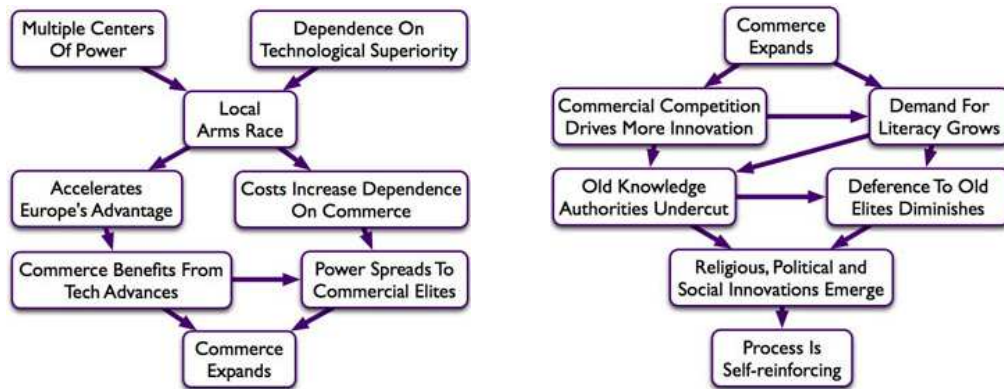 Multiple Centers
Of Power
Dependence On
Technological Superiority
Local
Arms Race
Accelerates
Europe's Advantage
Costs Increase Dependence
On Commerce
Commerce Benefits From
Tech Advances
Power Spreads To
Commercial Elites
Commerce
Expands
Commerce
Expands
Commercial Competition
Drives More Innovation
Demand For
Literacy Grows
Old Knowledge
Authorities Undercut
Deference To Old
Elites Diminishes
Religious, Political and
Social Innovations Emerge
Process Is
Self-reinforcing